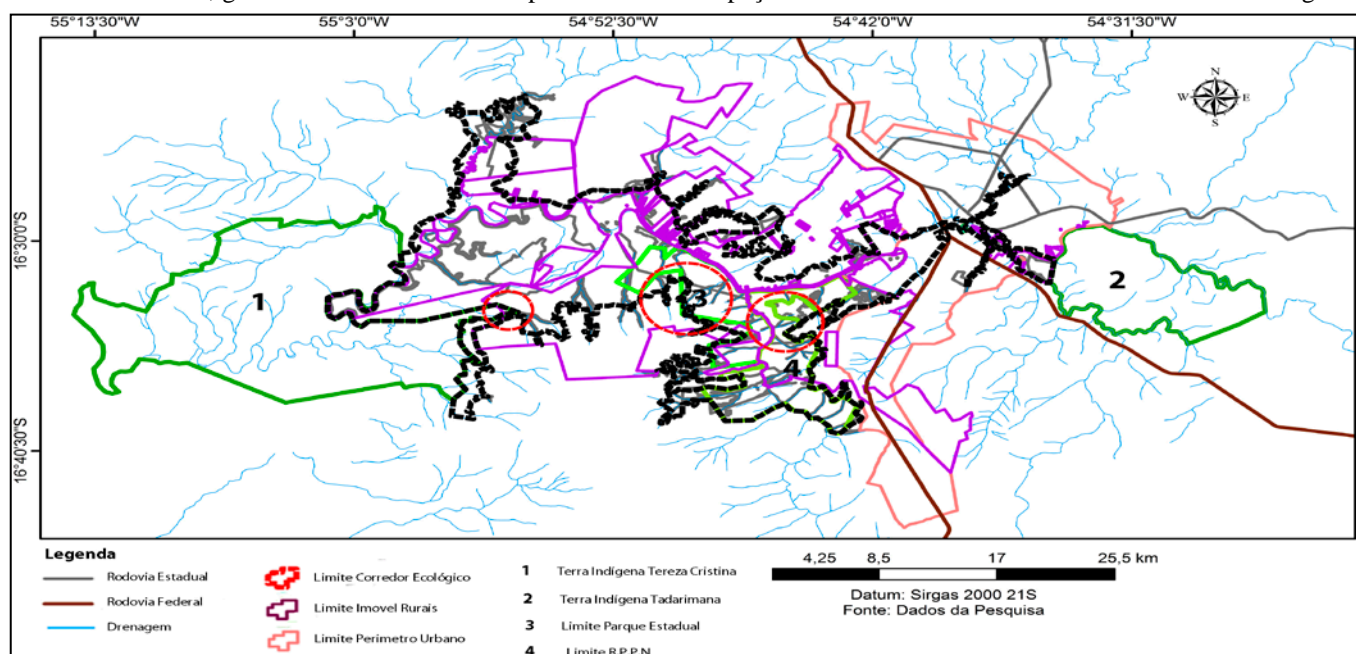 55°13'30"W 55°3'0"W 54°52'30"W 54°42'0"W 54°31'30"W
N
W E
S
16°30'0"S
1
2
3
4
16°40'30"S
Legenda
Rodovia Estadual
Rodovia Federal
Drenagem
Limite Corredor Ecológico
Limite Imovel Rurais
Limite Perímetro Urbano
1 Terra Indígena Tereza Cristina
2 Terra Indígena Tadarimana
3 Limite Parque Estadual
4 Limite R.P.P.N
4,25 8,5 17 25,5 km
Datum: Sirgas 2000 21S
Fonte: Dados da Pesquisa